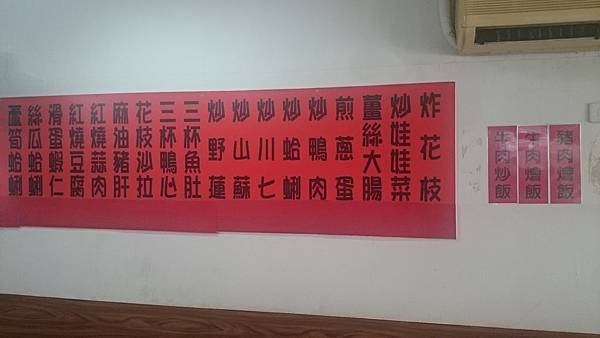 豬肉燴飯
牛肉燴飯
牛肉炒飯
炸花枝
炒娃娃菜
薑絲大腸
煎蔥蛋
炒鴨肉
炒蛤蜊
炒川七
炒山蘇
炒野蓮
三杯魚肚
三杯鴨心
花枝沙拉
麻油豬肝
紅燒蒜肉
紅燒豆腐
滑蛋蝦仁
絲瓜蛤蜊
蘆筍蛤蜊